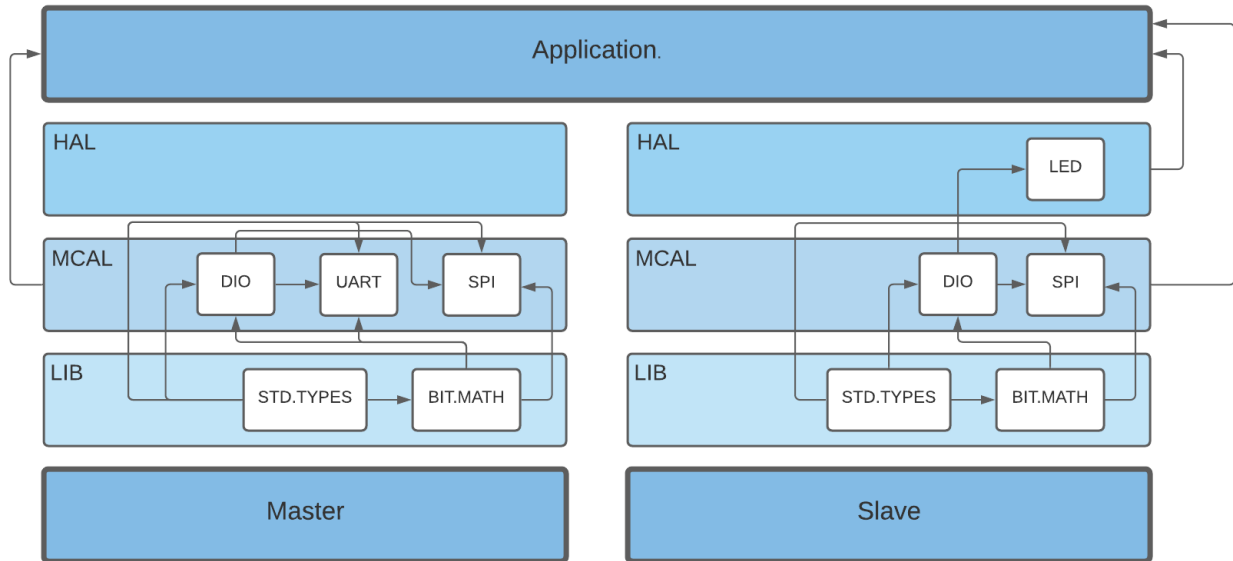 Application.
HAL
HAL
LED
MCAL
DIO
UART
SPI
MCAL
DIO
SPI
LIB
STD.TYPES
BIT.MATH
LIB
STD.TYPES
BIT.MATH
Master
Slave